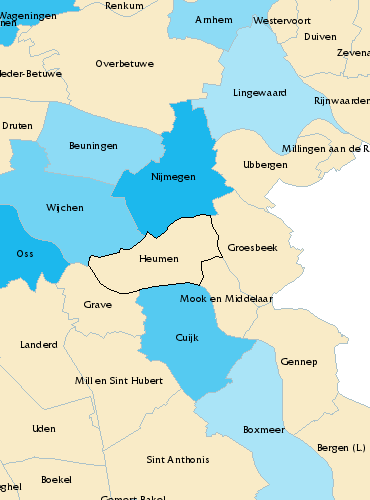 Renkum
Wageningen
Arnhem
Westervoort
nen
Duiven
Zevena
Overbetuwe
eder-Betuwe
Lingewaard
Rijnwaarden
Druten
Beuningen
Millingen aan de R
Ubbergen
Nijmegen
Wijchen
Groesbeek
Oss
Heumen
Mook en Middelaar
Grave
Cuijk
Landerd
Gennep
Mill en Sint Hubert
Uden
Boxmeer
Bergen (L.)
Sint Anthonis
Boekel
ghel
Gemert-Bakel